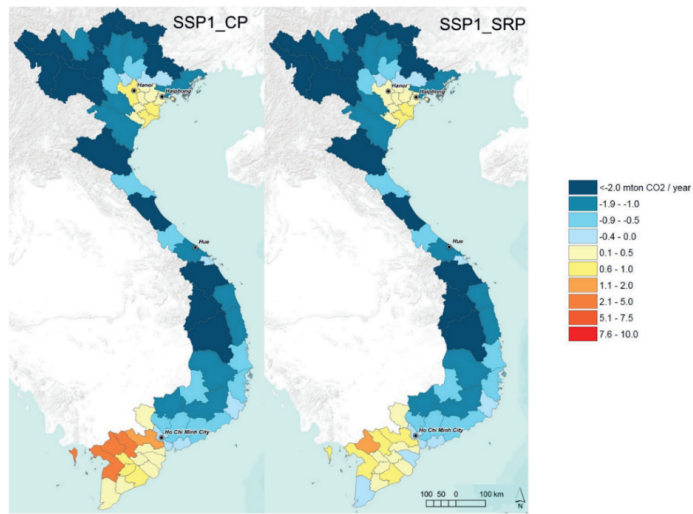 SSP1_CP
SSP1_SRP
Hanoi
Haiphong
Hanoi
Haiphong
Hue
Hue
Ho Chi Minh City
Ho Chi Minh City
<-2.0 mton CO2 / year
-1.9 - -1.0
-0.9 - -0.5
-0.4 - 0.0
0.1 - 0.5
0.6 - 1.0
1.1 - 2.0
2.1 - 5.0
5.1 - 7.5
7.6 - 10.0
100 50 0 100 km
N